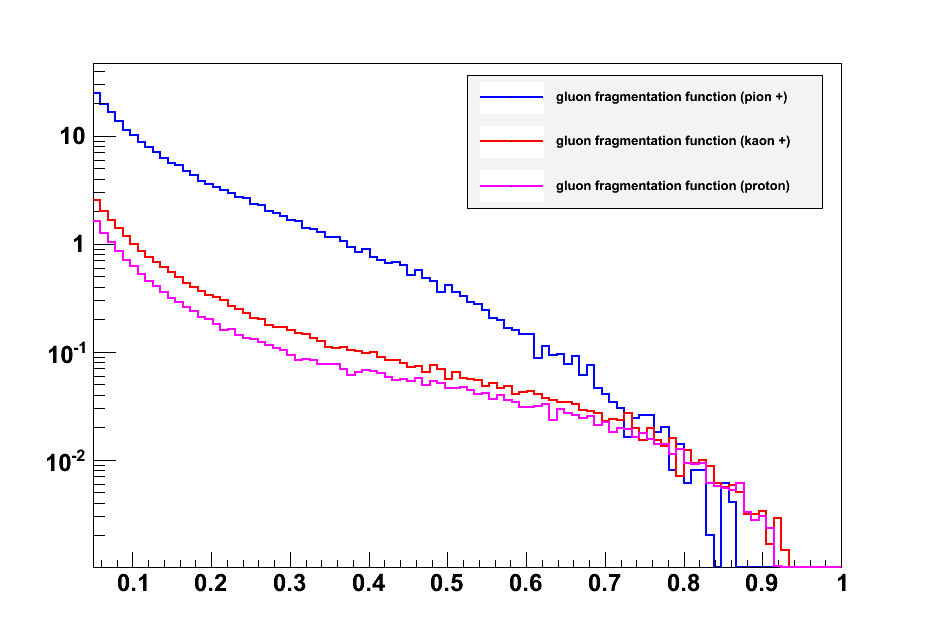 gluon fragmentation function (pion +)
gluon fragmentation function (kaon +)
gluon fragmentation function (proton)
10
1
10-1
10-2
0.1 0.2 0.3 0.4 0.5 0.6 0.7 0.8 0.9 1